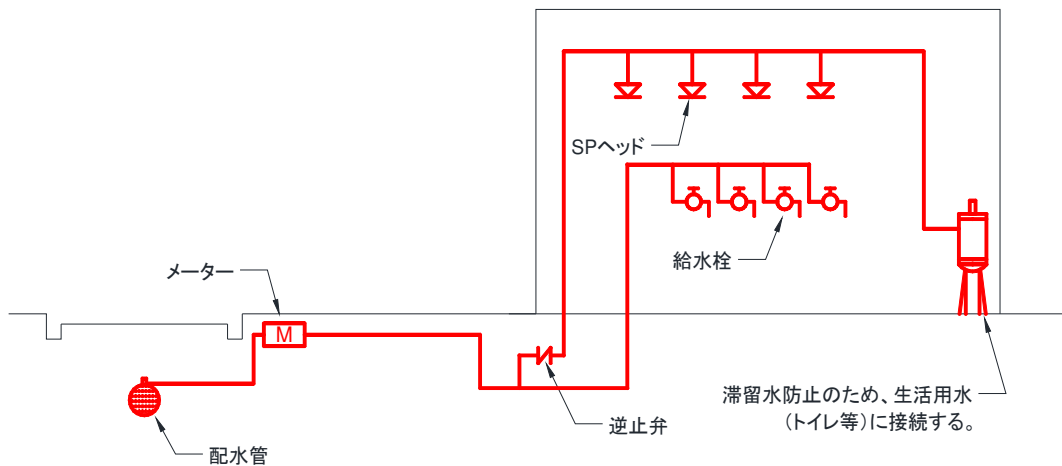 SPヘッド
給水栓
メーター
M
滞留水防止のため、生活用水
(トイレ等)に接続する。
逆止弁
配水管